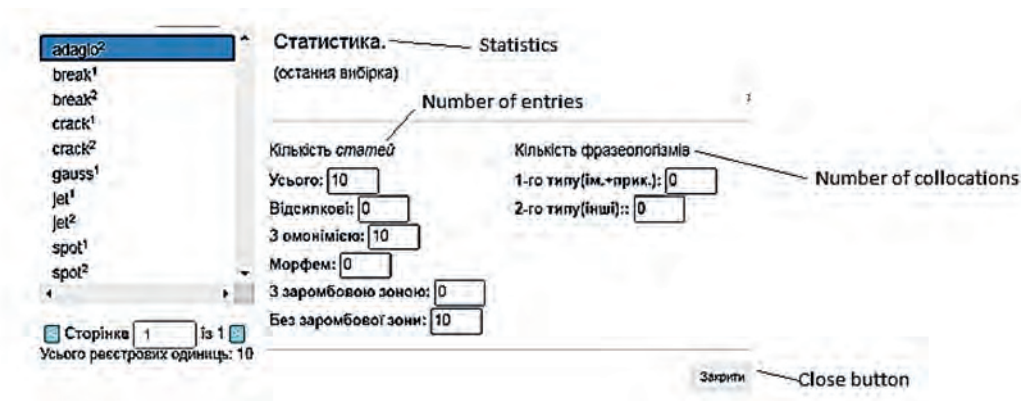 adagio²
break¹
break²
crack¹
crack²
gauss¹
jet¹
jet²
spot¹
spot²
Сторінка 1 із 1
Усього реєстрових одиниць: 10
Статистика.
Statistics
(остання вибірка)
Number of entries
Кількість статей
Усього: 10
Відсилкові: 0
З омонімією: 10
Морфем: 0
З заромбовою зоною: 0
Без заромбової зони: 10
Кількість фразеологізмів
1-го типу(ім.+прик.): 0
2-го типу(інші):: 0
Number of collocations
Закрити
Close button